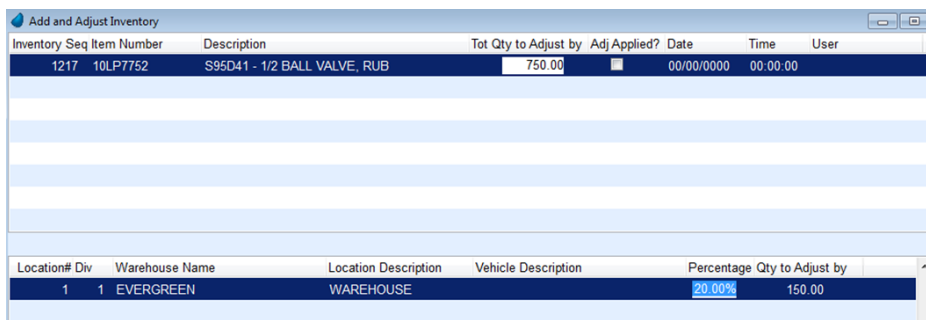 Add and Adjust Inventory
Inventory Seq Item Number Description Tot Qty to Adjust by Adj Applied? Date Time User
1217 10LP7752 S95D41 - 1/2 BALL VALVE, RUB 750.00 00/00/0000 00:00:00
Location# Div Warehouse Name Location Description Vehicle Description Percentage Qty to Adjust by
1 1 EVERGREEN WAREHOUSE 20.00% 150.00